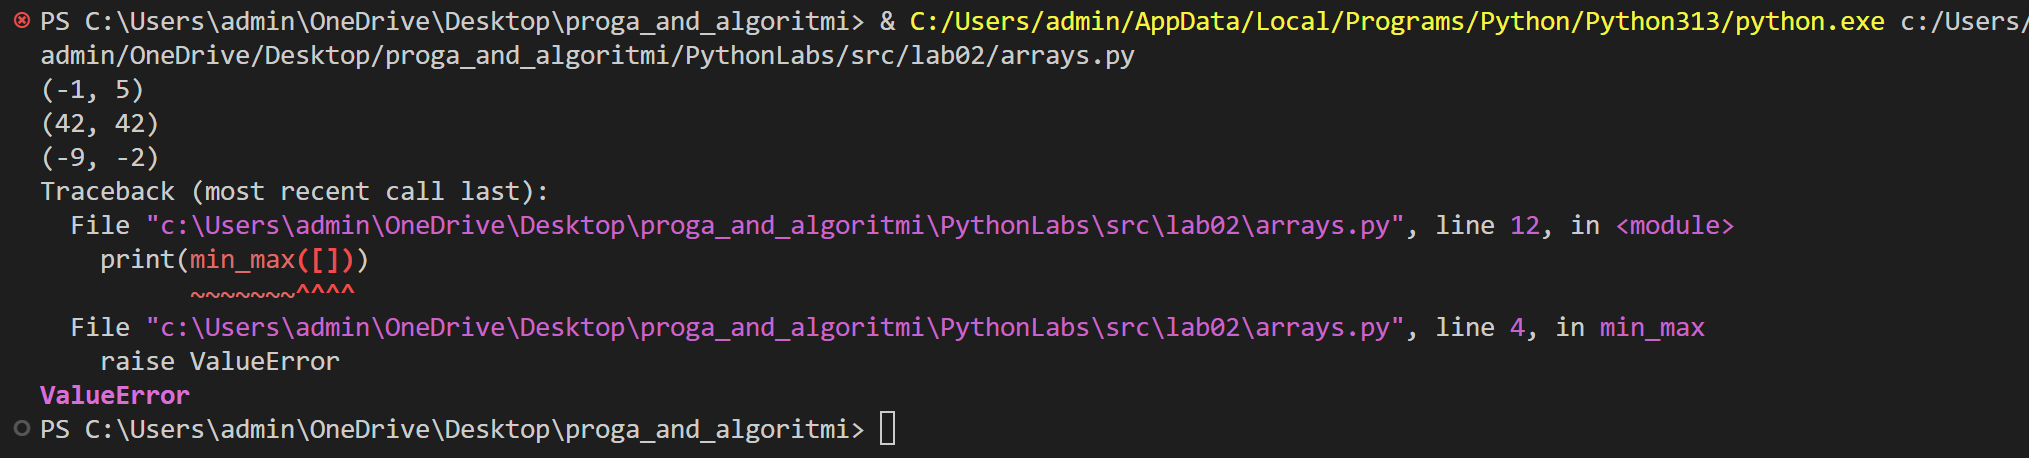 PS C:\Users\admin\OneDrive\Desktop\proga_and_algoritmi> & C:/Users/admin/AppData/Local/Programs/Python/Python313/python.exe c:/Users/
admin/OneDrive/Desktop/proga_and_algoritmi/PythonLabs/src/lab02/arrays.py
(-1, 5)
(42, 42)
(-9, -2)
Traceback (most recent call last):
  File "c:\Users\admin\OneDrive\Desktop\proga_and_algoritmi\PythonLabs\src\lab02\arrays.py", line 12, in <module>
    print(min_max([]))
          ~~~~~~~^^^^
  File "c:\Users\admin\OneDrive\Desktop\proga_and_algoritmi\PythonLabs\src\lab02\arrays.py", line 4, in min_max
    raise ValueError
ValueError
PS C:\Users\admin\OneDrive\Desktop\proga_and_algoritmi>